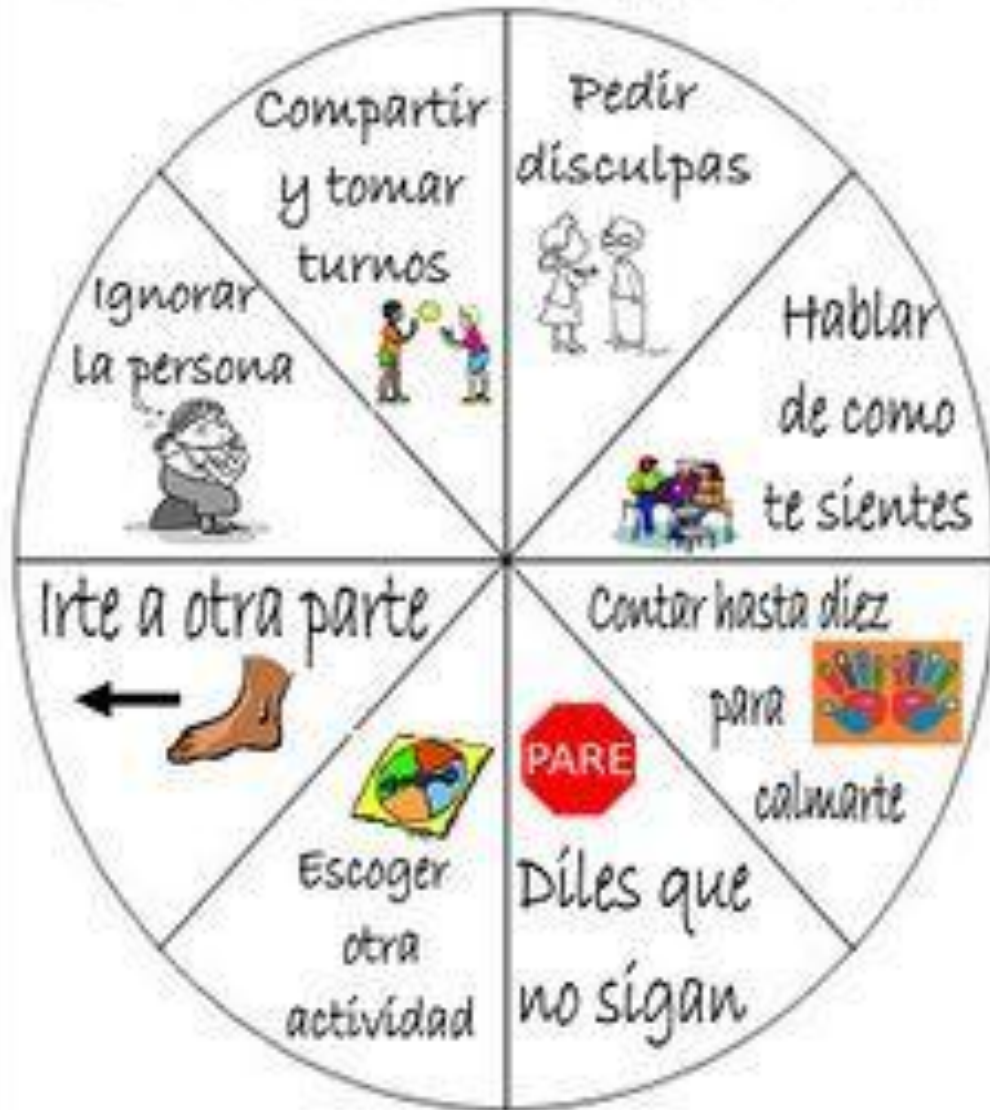 Compartir
y tomar
turnos
Pedir
disculpas
Hablar
de como
te sientes
Contar hasta diez
para
calmarte
PARE
Diles que
no sigan
Escoger
otra
actividad
Irte a otra parte
Ignorar
la persona